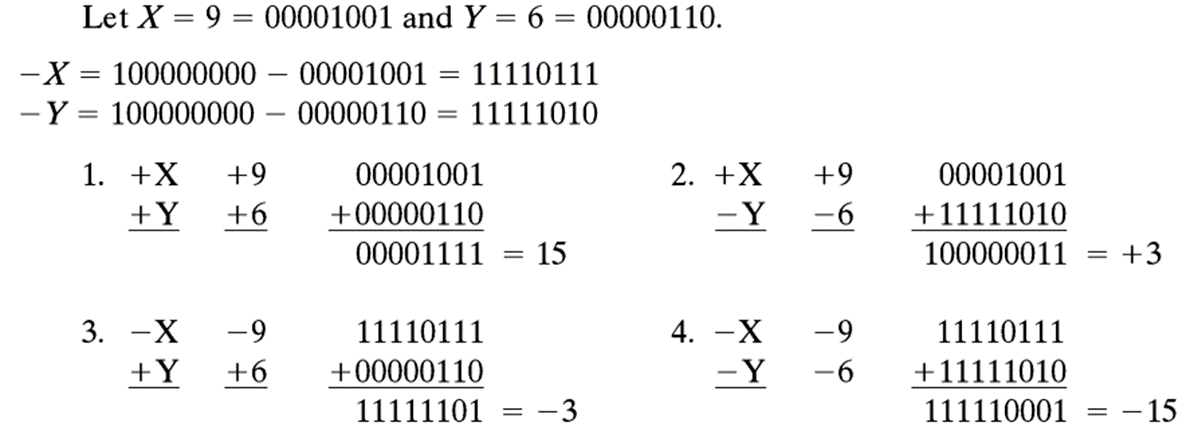 Let X = 9 = 00001001 and Y = 6 = 00000110.
−X = 100000000 − 00001001 = 11110111
−Y = 100000000 − 00000110 = 11111010
1. +X +9 00001001
+Y +6 +00000110
00001111 = 15
2. +X +9 00001001
−Y −6 +11111010
100000011 = +3
3. −X −9 11110111
+Y +6 +00000110
11111101 = −3
4. −X −9 11110111
−Y −6 +11111010
111110001 = −15